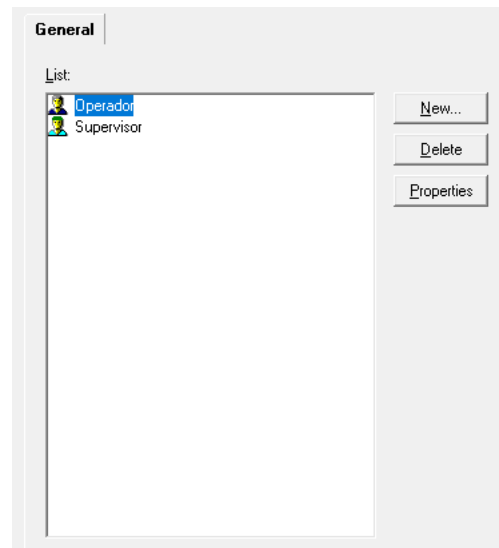 General
List:
Operador
Supervisor
New...
Delete
Properties